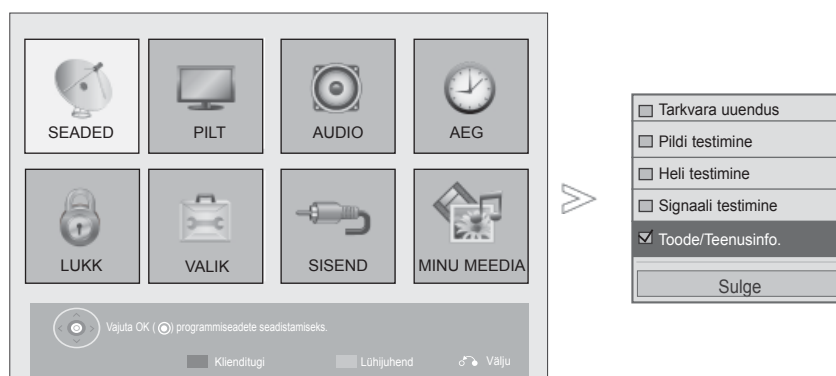 SEADED
PILT
AUDIO
AEG
LUKK
VALIK
SISEND
MINU MEEDIA
Vajuta OK ( ) programmiseadete seadistamiseks.
Klienditugi
Lühijuhend
Välju
Tarkvara uuendus
Pildi testimine
Heli testimine
Signaali testimine
Toode/Teenusinfo.
Sulge